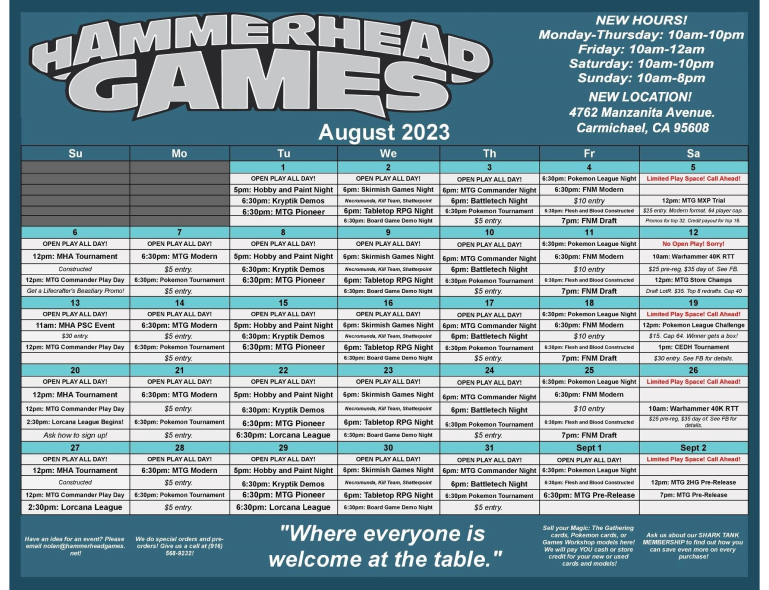 HAMMERHEAD
GAMES
NEW HOURS!
Monday-Thursday: 10am-10pm
Friday: 10am-12am
Saturday: 10am-10pm
Sunday: 10am-8pm
NEW LOCATION!
4762 Manzanita Avenue.
Carmichael, CA 95608
August 2023
Su Mo Tu We Th Fr Sa
1 2 3 4 5
OPEN PLAY ALL DAY! OPEN PLAY ALL DAY! OPEN PLAY ALL DAY! 6:30pm: Pokemon League Night Limited Play Space! Call Ahead!
5pm: Hobby and Paint Night 6pm: Skirmish Games Night 6pm: MTG Commander Night 6:30pm: FNM Modern
6:30pm: Kryptik Demos Necromunda, Kill Team, Shatterpoint 6pm: Battletech Night $10 entry 12pm: MTG MXP Trial
6:30pm: MTG Pioneer 6pm: Tabletop RPG Night 6:30pm Pokemon Tournament 6:30pm: Flesh and Blood Constructed $25 entry. Modern format. 64 player cap.
6:30pm: Board Game Demo Night $5 entry. 7pm: FNM Draft Promos for top 32. Credit payout for top 16.
6 7 8 9 10 11 12
OPEN PLAY ALL DAY! OPEN PLAY ALL DAY! OPEN PLAY ALL DAY! OPEN PLAY ALL DAY! OPEN PLAY ALL DAY! 6:30pm: Pokemon League Night No Open Play! Sorry!
12pm: MHA Tournament 6:30pm: MTG Modern 5pm: Hobby and Paint Night 6pm: Skirmish Games Night 6pm: MTG Commander Night 6:30pm: FNM Modern 10am: Warhammer 40K RTT
Constructed $5 entry. 6:30pm: Kryptik Demos Necromunda, Kill Team, Shatterpoint 6pm: Battletech Night $10 entry $25 pre-reg, $35 day of. See FB.
12pm: MTG Commander Play Day 6:30pm: Pokemon Tournament 6:30pm: MTG Pioneer 6pm: Tabletop RPG Night 6:30pm Pokemon Tournament 6:30pm: Flesh and Blood Constructed 12pm: MTG Store Champs
Get a Lifecrafter's Beastiary Promo! $5 entry. 6:30pm: Board Game Demo Night $5 entry. 7pm: FNM Draft Draft LotR. $35. Top 8 redrafts. Cap 40
13 14 15 16 17 18 19
OPEN PLAY ALL DAY! OPEN PLAY ALL DAY! OPEN PLAY ALL DAY! OPEN PLAY ALL DAY! OPEN PLAY ALL DAY! 6:30pm: Pokemon League Night Limited Play Space! Call Ahead!
11am: MHA PSC Event 6:30pm: MTG Modern 5pm: Hobby and Paint Night 6pm: Skirmish Games Night 6pm: MTG Commander Night 6:30pm: FNM Modern 12pm: Pokemon League Challenge
$30 entry. $5 entry. 6:30pm: Kryptik Demos Necromunda, Kill Team, Shatterpoint 6pm: Battletech Night $10 entry $15. Cap 64. Winner gets a box!
12pm: MTG Commander Play Day 6:30pm: Pokemon Tournament 6:30pm: MTG Pioneer 6pm: Tabletop RPG Night 6:30pm Pokemon Tournament 6:30pm: Flesh and Blood Constructed 1pm: CEDH Tournament
$5 entry. 6:30pm: Board Game Demo Night $5 entry. 7pm: FNM Draft $30 entry. See FB for details.
20 21 22 23 24 25 26
OPEN PLAY ALL DAY! OPEN PLAY ALL DAY! OPEN PLAY ALL DAY! OPEN PLAY ALL DAY! OPEN PLAY ALL DAY! 6:30pm: Pokemon League Night Limited Play Space! Call Ahead!
12pm: MHA Tournament 6:30pm: MTG Modern 5pm: Hobby and Paint Night 6pm: Skirmish Games Night 6pm: MTG Commander Night 6:30pm: FNM Modern
12pm: MTG Commander Play Day $5 entry. 6:30pm: Kryptik Demos Necromunda, Kill Team, Shatterpoint 6pm: Battletech Night $10 entry 10am: Warhammer 40K RTT
2:30pm: Lorcana League Begins! 6:30pm: Pokemon Tournament 6:30pm: MTG Pioneer 6pm: Tabletop RPG Night 6:30pm Pokemon Tournament 6:30pm: Flesh and Blood Constructed $25 pre-reg, $35 day of. See FB for details.
Ask how to sign up! $5 entry. 6:30pm: Lorcana League 6:30pm: Board Game Demo Night $5 entry. 7pm: FNM Draft
27 28 29 30 31 Sept 1 Sept 2
OPEN PLAY ALL DAY! OPEN PLAY ALL DAY! OPEN PLAY ALL DAY! OPEN PLAY ALL DAY! OPEN PLAY ALL DAY! OPEN PLAY ALL DAY! Limited Play Space! Call Ahead!
12pm: MHA Tournament 6:30pm: MTG Modern 5pm: Hobby and Paint Night 6pm: Skirmish Games Night 6pm: MTG Commander Night 6:30pm: Pokemon League Night
Constructed $5 entry. 6:30pm: Kryptik Demos Necromunda, Kill Team, Shatterpoint 6pm: Battletech Night 6:30pm: Flesh and Blood Constructed 12pm: MTG 2HG Pre-Release
12pm: MTG Commander Play Day 6:30pm: Pokemon Tournament 6:30pm: MTG Pioneer 6pm: Tabletop RPG Night 6:30pm Pokemon Tournament 6:30pm: MTG Pre-Release 7pm: MTG Pre-Release
2:30pm: Lorcana League $5 entry. 6:30pm: Lorcana League 6:30pm: Board Game Demo Night $5 entry.
Have an idea for an event? Please
email nolan@hammerheadgames.
net!
We do special orders and pre-
orders! Give us a call at (916)
568-9232!
"Where everyone is
welcome at the table."
Sell your Magic: The Gathering
cards, Pokemon cards, or
Games Workshop models here!
We will pay YOU cash or store
credit for your new or used
cards and models!
Ask us about our SHARK TANK
MEMBERSHIP to find out how you
can save even more on every
purchase!